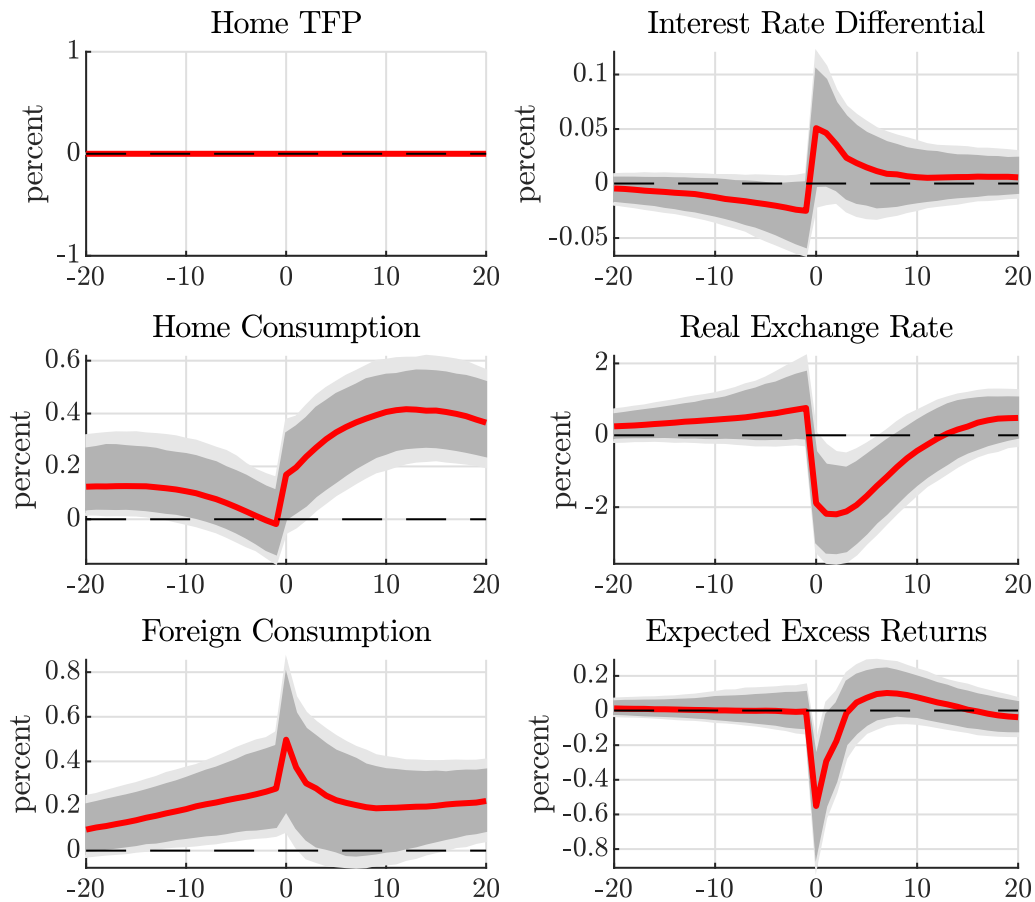 Home TFP
percent
1
0
-1
-20 -10 0 10 20
Interest Rate Differential
percent
0.1
0.05
0
-0.05
-20 -10 0 10 20
Home Consumption
percent
0.6
0.4
0.2
0
-20 -10 0 10 20
Real Exchange Rate
percent
2
0
-2
-20 -10 0 10 20
Foreign Consumption
percent
0.8
0.6
0.4
0.2
0
-20 -10 0 10 20
Expected Excess Returns
percent
0.2
0
-0.2
-0.4
-0.6
-0.8
-20 -10 0 10 20